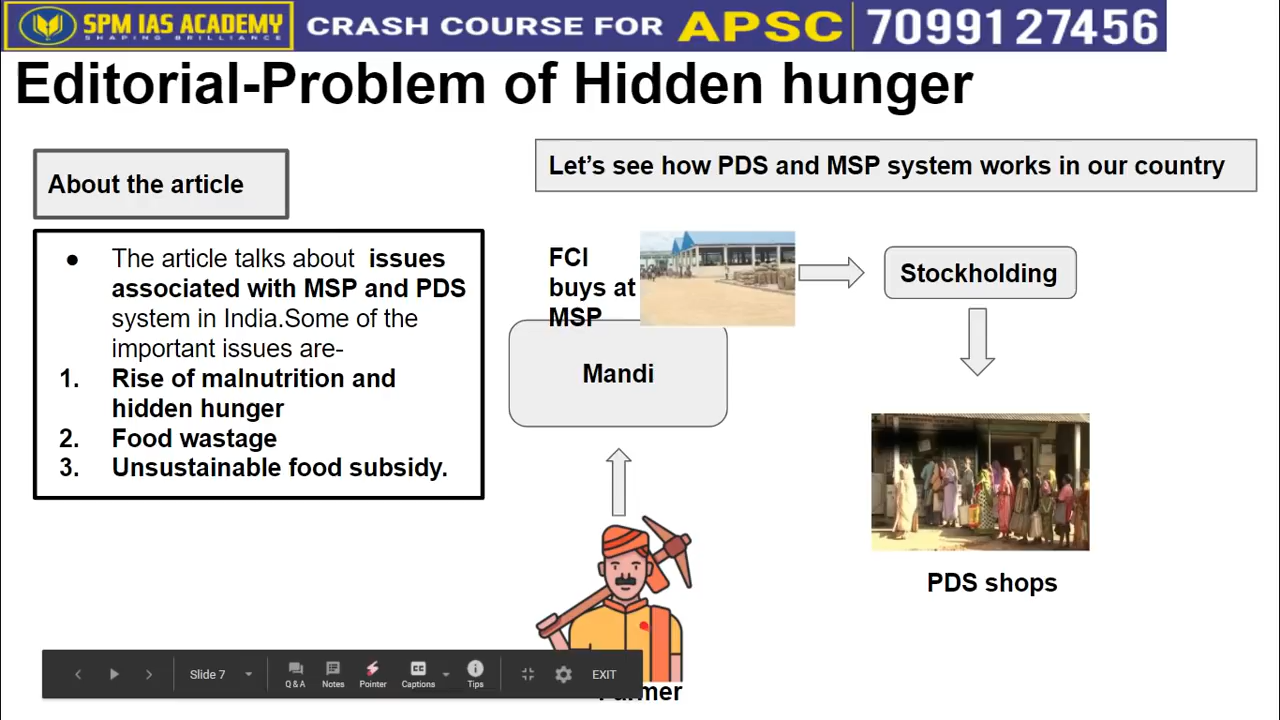 SPM IAS ACADEMY
SHAPING BRILLIANCE
CRASH COURSE FOR APSC 70991 27456
Editorial-Problem of Hidden hunger
About the article
● The article talks about issues
associated with MSP and PDS
system in India.Some of the
important issues are-
1. Rise of malnutrition and
hidden hunger
2. Food wastage
3. Unsustainable food subsidy.
Let's see how PDS and MSP system works in our country
FCI
buys at
MSP
Mandi
Stockholding
PDS shops
Slide 7
Q & A
Notes
Pointer
CC
Captions
Tips
EXIT